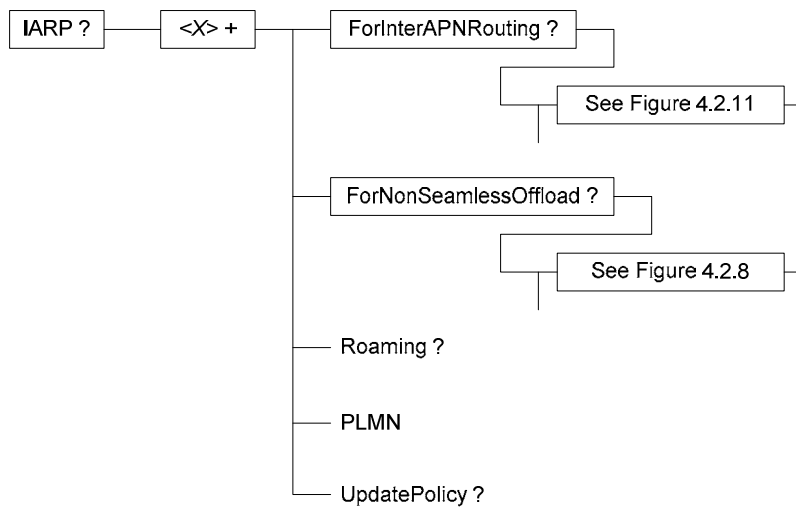 IARP ?
<X> +
ForInterAPNRouting ?
See Figure 4.2.11
ForNonSeamlessOffload ?
See Figure 4.2.8
Roaming ?
PLMN
UpdatePolicy ?